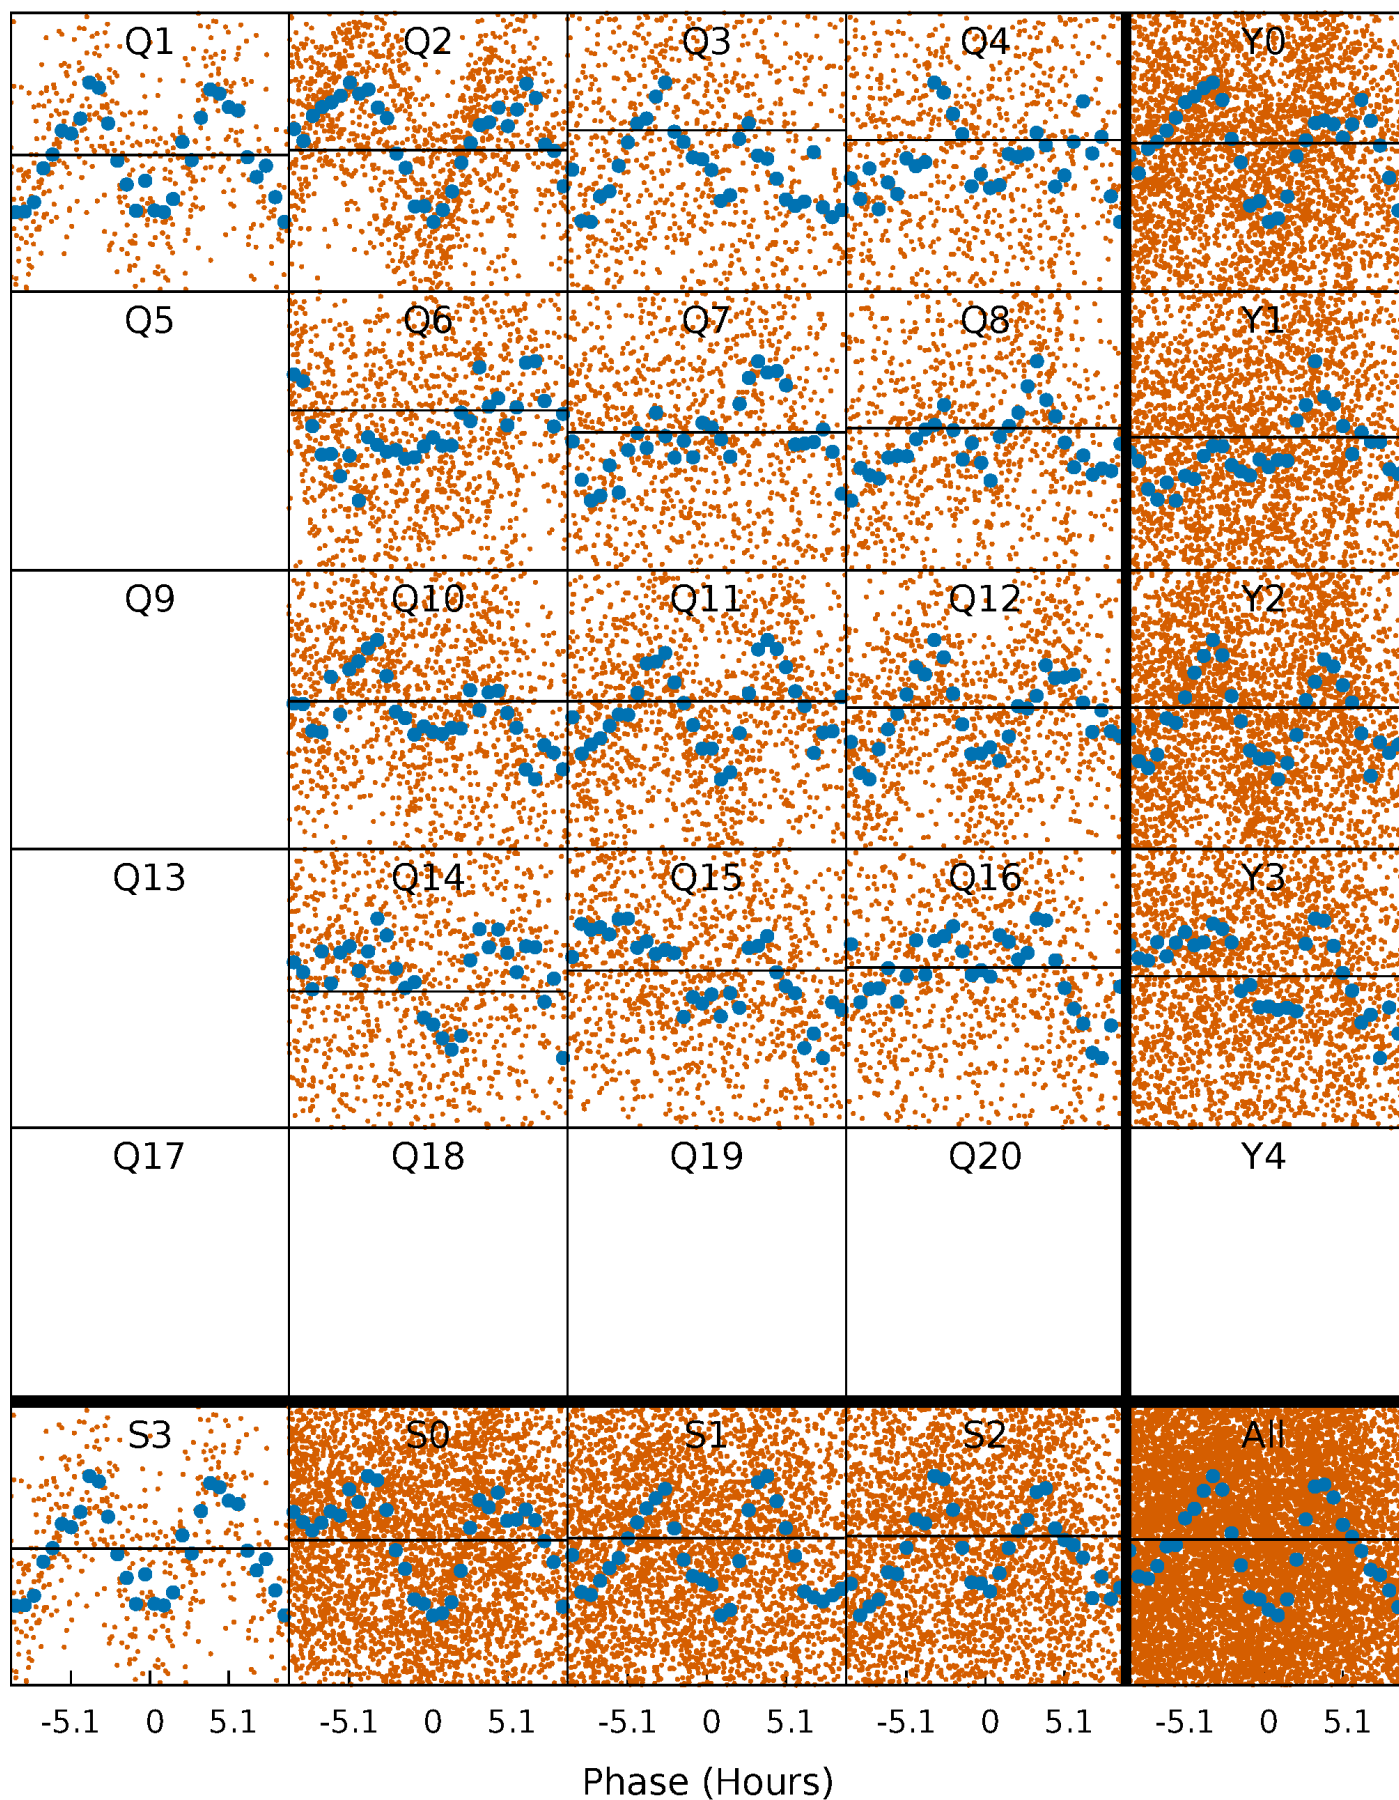 Q1 Q2 Q3 Q4 Y0
Q5 Q6 Q7 Q8 Y1
Q9 Q10 Q11 Q12 Y2
Q13 Q14 Q15 Q16 Y3
Q17 Q18 Q19 Q20 Y4
S3 S0 S1 S2 All
-5.1 0 5.1 -5.1 0 5.1 -5.1 0 5.1 -5.1 0 5.1 -5.1 0 5.1
Phase (Hours)